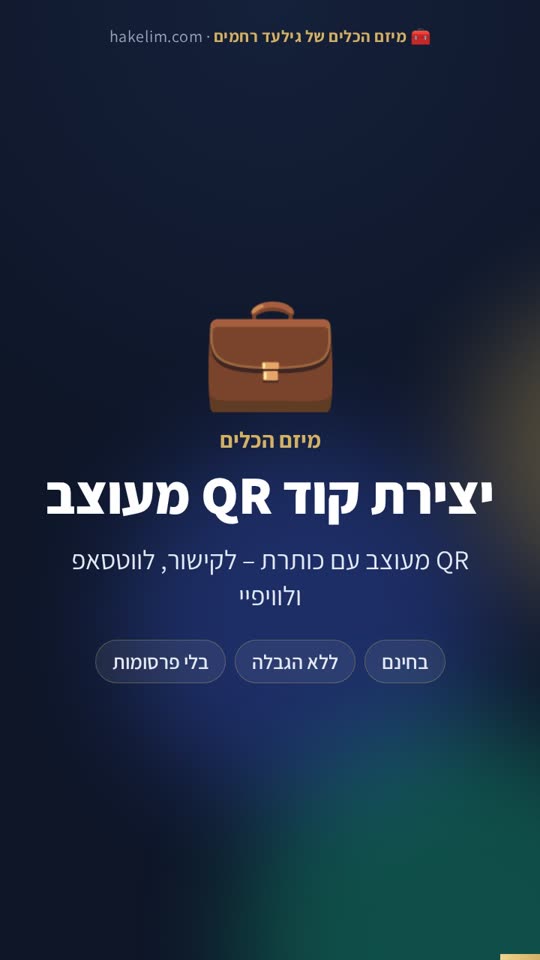 🧰 מיזם הכלים של גילעד רחמים · hakelim.com
מיזם הכלים
יצירת קוד QR מעוצב
QR מעוצב עם כותרת – לקישור, לווטסאפ
ולוויפיי
בחינם
ללא הגבלה
בלי פרסומות